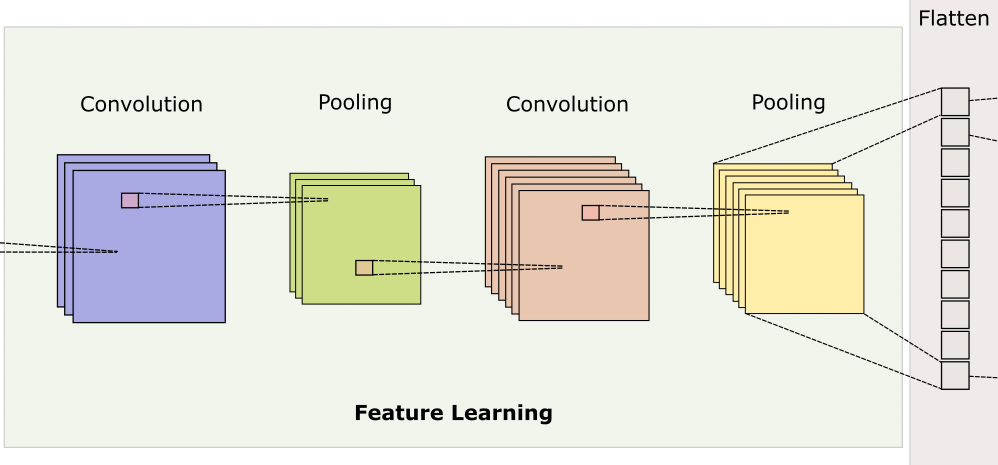 Flatten
Convolution
Pooling
Convolution
Pooling
Feature Learning